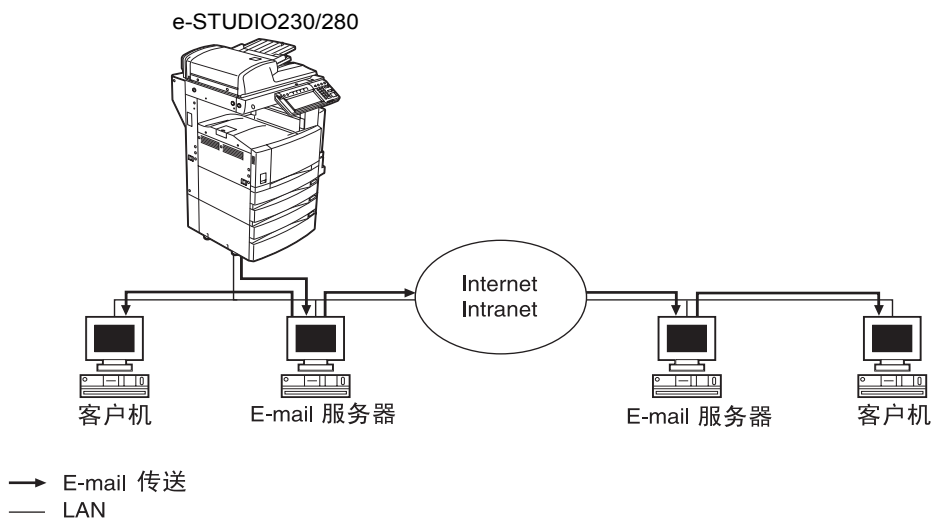 e-STUDIO230/280
Internet
Intranet
客户机
E-mail 服务器
E-mail 服务器
客户机
E-mail 传送
LAN